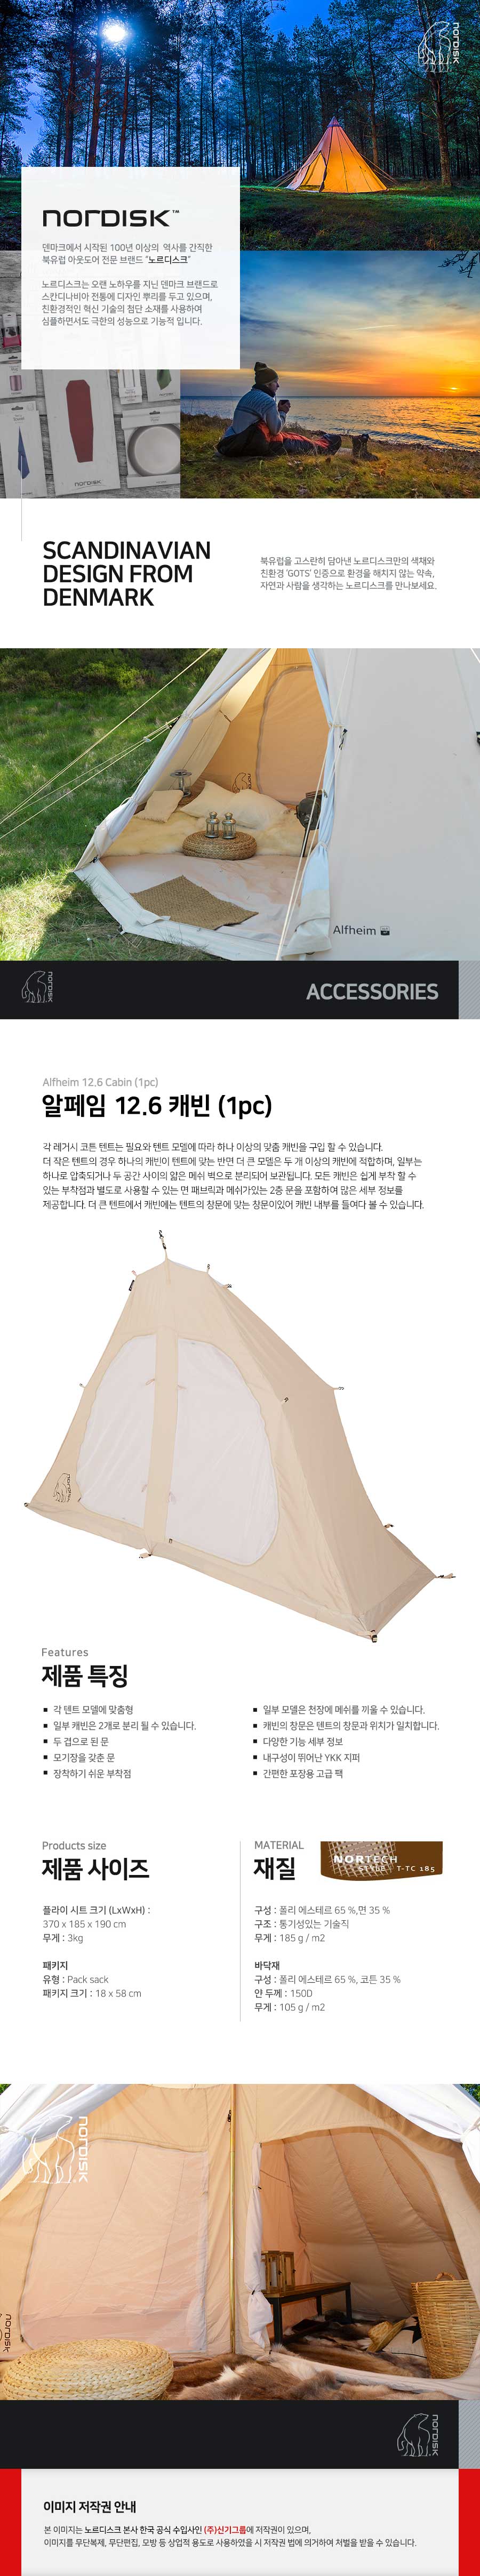 NORDISK
NORDISK™
덴마크에서 시작된 100년 이상의 역사를 간직한
북유럽 아웃도어 전문 브랜드 "노르디스크"
노르디스크는 오랜 노하우를 지닌 덴마크 브랜드로
스칸디나비아 전통에 디자인 뿌리를 두고 있으며,
친환경적인 혁신 기술의 첨단 소재를 사용하여
심플하면서도 극한의 성능으로 기능적 입니다.
NORDISK
SCANDINAVIAN
DESIGN FROM
DENMARK
북유럽을 고스란히 담아낸 노르디스크만의 색채와
친환경 'GOTS' 인증으로 환경을 해치지 않는 약속,
자연과 사람을 생각하는 노르디스크를 만나보세요.
Alfheim
NORDISK
ACCESSORIES
Alfheim 12.6 Cabin (1pc)
알페임 12.6 캐빈 (1pc)
각 레거시 코튼 텐트는 필요와 텐트 모델에 따라 하나 이상의 맞춤 캐빈을 구입 할 수 있습니다.
더 작은 텐트의 경우 하나의 캐빈이 텐트에 맞는 반면 더 큰 모델은 두 개 이상의 캐빈에 적합하며, 일부는
하나로 압축되거나 두 공간 사이의 얇은 메쉬 벽으로 분리되어 보관됩니다. 모든 캐빈은 쉽게 부착 할 수
있는 부착점과 별도로 사용할 수 있는 면 패브릭과 메쉬가있는 2층 문을 포함하여 많은 세부 정보를
제공합니다. 더 큰 텐트에서 캐빈에는 텐트의 창문에 맞는 창문이있어 캐빈 내부를 들여다 볼 수 있습니다.
Features
제품 특징
각 텐트 모델에 맞춤형
일부 캐빈은 2개로 분리 될 수 있습니다.
두 겹으로 된 문
모기장을 갖춘 문
장착하기 쉬운 부착점
일부 모델은 천장에 메쉬를 끼울 수 있습니다.
캐빈의 창문은 텐트의 창문과 위치가 일치합니다.
다양한 기능 세부 정보
내구성이 뛰어난 YKK 지퍼
간편한 포장용 고급 팩
Products size
제품 사이즈
플라이 시트 크기 (LxWxH) :
370 x 185 x 190 cm
무게 : 3kg
패키지
유형 : Pack sack
패키지 크기 : 18 x 58 cm
MATERIAL
재질
NORTECH
STYLE T-TC 185
구성 : 폴리 에스테르 65 %,면 35 %
구조 : 통기성있는 기술직
무게 : 185 g / m2
바닥재
구성 : 폴리 에스테르 65 %, 코튼 35 %
얀 두께 : 150D
무게 : 105 g / m2
NORDISK
NORDISK
NORDISK
이미지 저작권 안내
본 이미지는 노르디스크 본사 한국 공식 수입사인 (주)신기그룹에 저작권이 있으며,
이미지를 무단복제, 무단편집, 모방 등 상업적 용도로 사용하였을 시 저작권 법에 의거하여 처벌을 받을 수 있습니다.